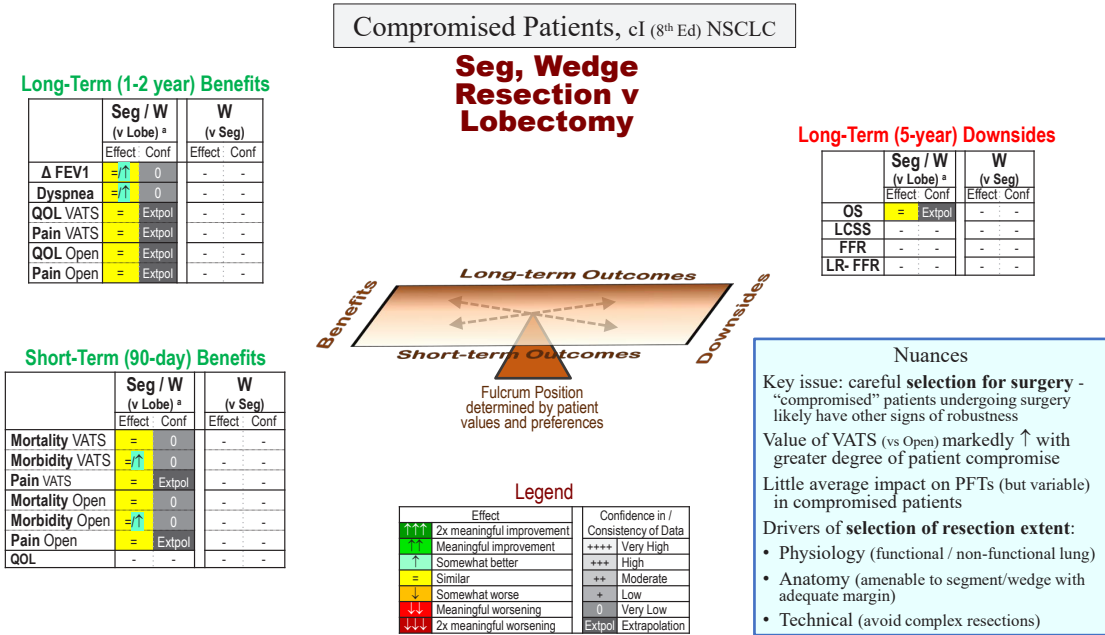 Compromised Patients, cI (8th Ed) NSCLC
Seg, Wedge
Resection v
Lobectomy
Long-Term (1-2 year) Benefits
Seg / W W
(v Lobe) a (v Seg)
Effect Conf Effect Conf
Δ FEV1 =/↑ 0 - -
Dyspnea =/↑ 0 - -
QOL VATS = Extpol - -
Pain VATS = Extpol - -
QOL Open = Extpol - -
Pain Open = Extpol - -
Long-Term (5-year) Downsides
Seg / W W
(v Lobe) a (v Seg)
Effect Conf Effect Conf
OS = Extpol - -
LCSS - - - -
FFR - - - -
LR- FFR - - - -
Long-term Outcomes
Benefits
Downsides
Short-term Outcomes
Fulcrum Position
determined by patient
values and preferences
Short-Term (90-day) Benefits
Seg / W W
(v Lobe) a (v Seg)
Effect Conf Effect Conf
Mortality VATS = 0 - -
Morbidity VATS =/↑ 0 - -
Pain VATS = Extpol - -
Mortality Open = 0 - -
Morbidity Open =/↑ 0 - -
Pain Open = Extpol - -
QOL - - - -
Legend
Effect Confidence in /
Consistency of Data
↑↑↑ 2x meaningful improvement
↑↑ Meaningful improvement ++++ Very High
↑ Somewhat better +++ High
= Similar ++ Moderate
↓ Somewhat worse + Low
↓↓ Meaningful worsening 0 Very Low
↓↓↓ 2x meaningful worsening Extpol Extrapolation
Nuances
Key issue: careful selection for surgery -
“compromised” patients undergoing surgery
likely have other signs of robustness
Value of VATS (vs Open) markedly ↑ with
greater degree of patient compromise
Little average impact on PFTs (but variable)
in compromised patients
Drivers of selection of resection extent:
• Physiology (functional / non-functional lung)
• Anatomy (amenable to segment/wedge with
adequate margin)
• Technical (avoid complex resections)